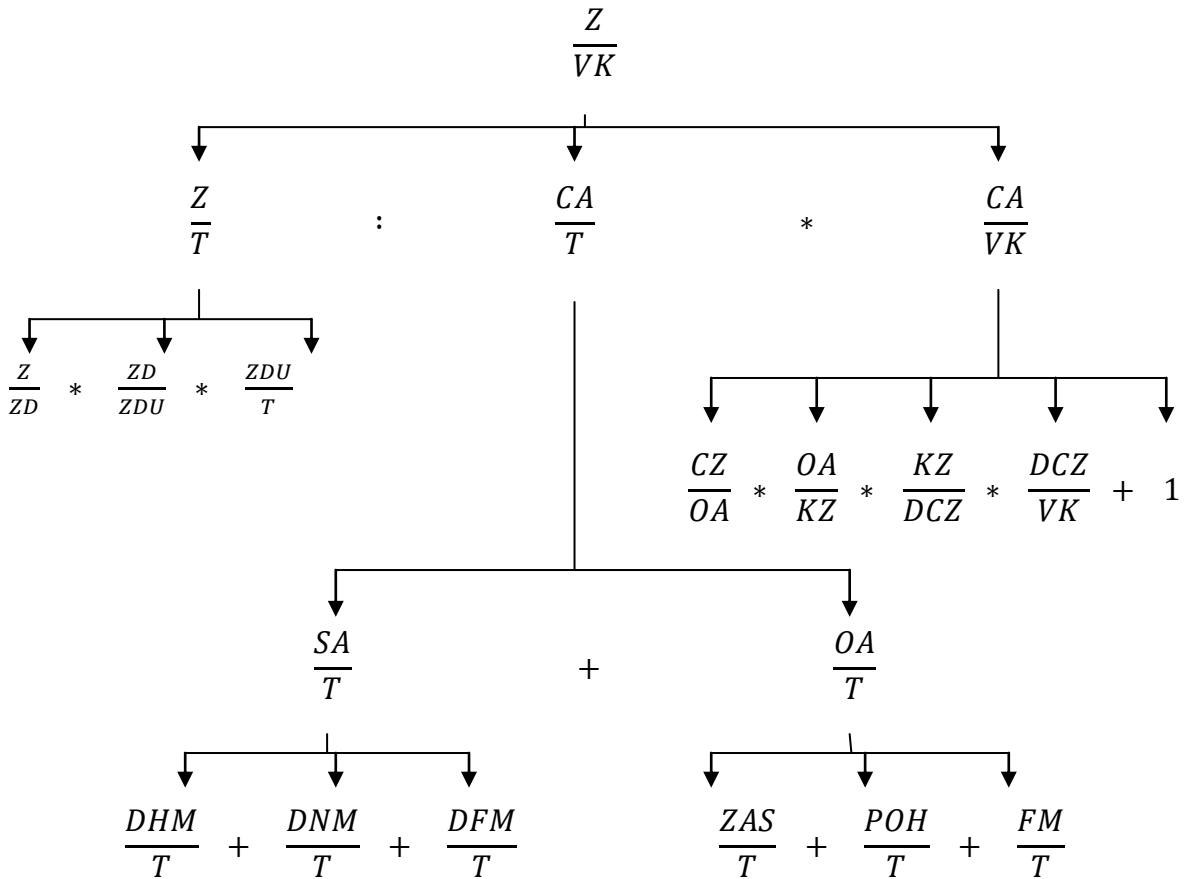 Z/VK
Z/T : CA/T * CA/VK
Z/ZD * ZD/ZDU * ZDU/T
CZ/OA * OA/KZ * KZ/DCZ * DCZ/VK + 1
SA/T + OA/T
DHM/T + DNM/T + DFM/T
ZAS/T + POH/T + FM/T